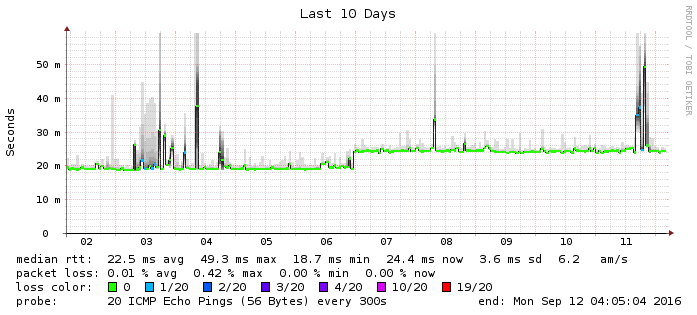 Last 10 Days
RRDTOOL / TOBI OETIKER
Seconds
50 m
40 m
30 m
20 m
10 m
0
02 03 04 05 06 07 08 09 10 11
median rtt: 22.5 ms avg 49.3 ms max 18.7 ms min 24.4 ms now 3.6 ms sd 6.2 am/s
packet loss: 0.01 % avg 0.42 % max 0.00 % min 0.00 % now
loss color: 0 1/20 2/20 3/20 4/20 10/20 19/20
probe: 20 ICMP Echo Pings (56 Bytes) every 300s end: Mon Sep 12 04:05:04 2016